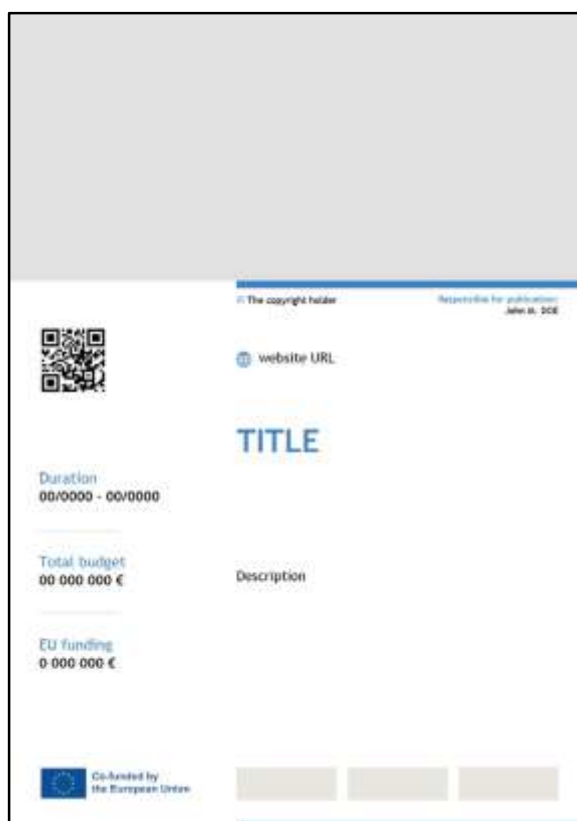 © The copyright holder
Responsible for publication:
John M. DOE
website URL
TITLE
Duration
00/0000 - 00/0000
Total budget
00 000 000 €
Description
EU funding
0 000 000 €
Co-funded by
the European Union